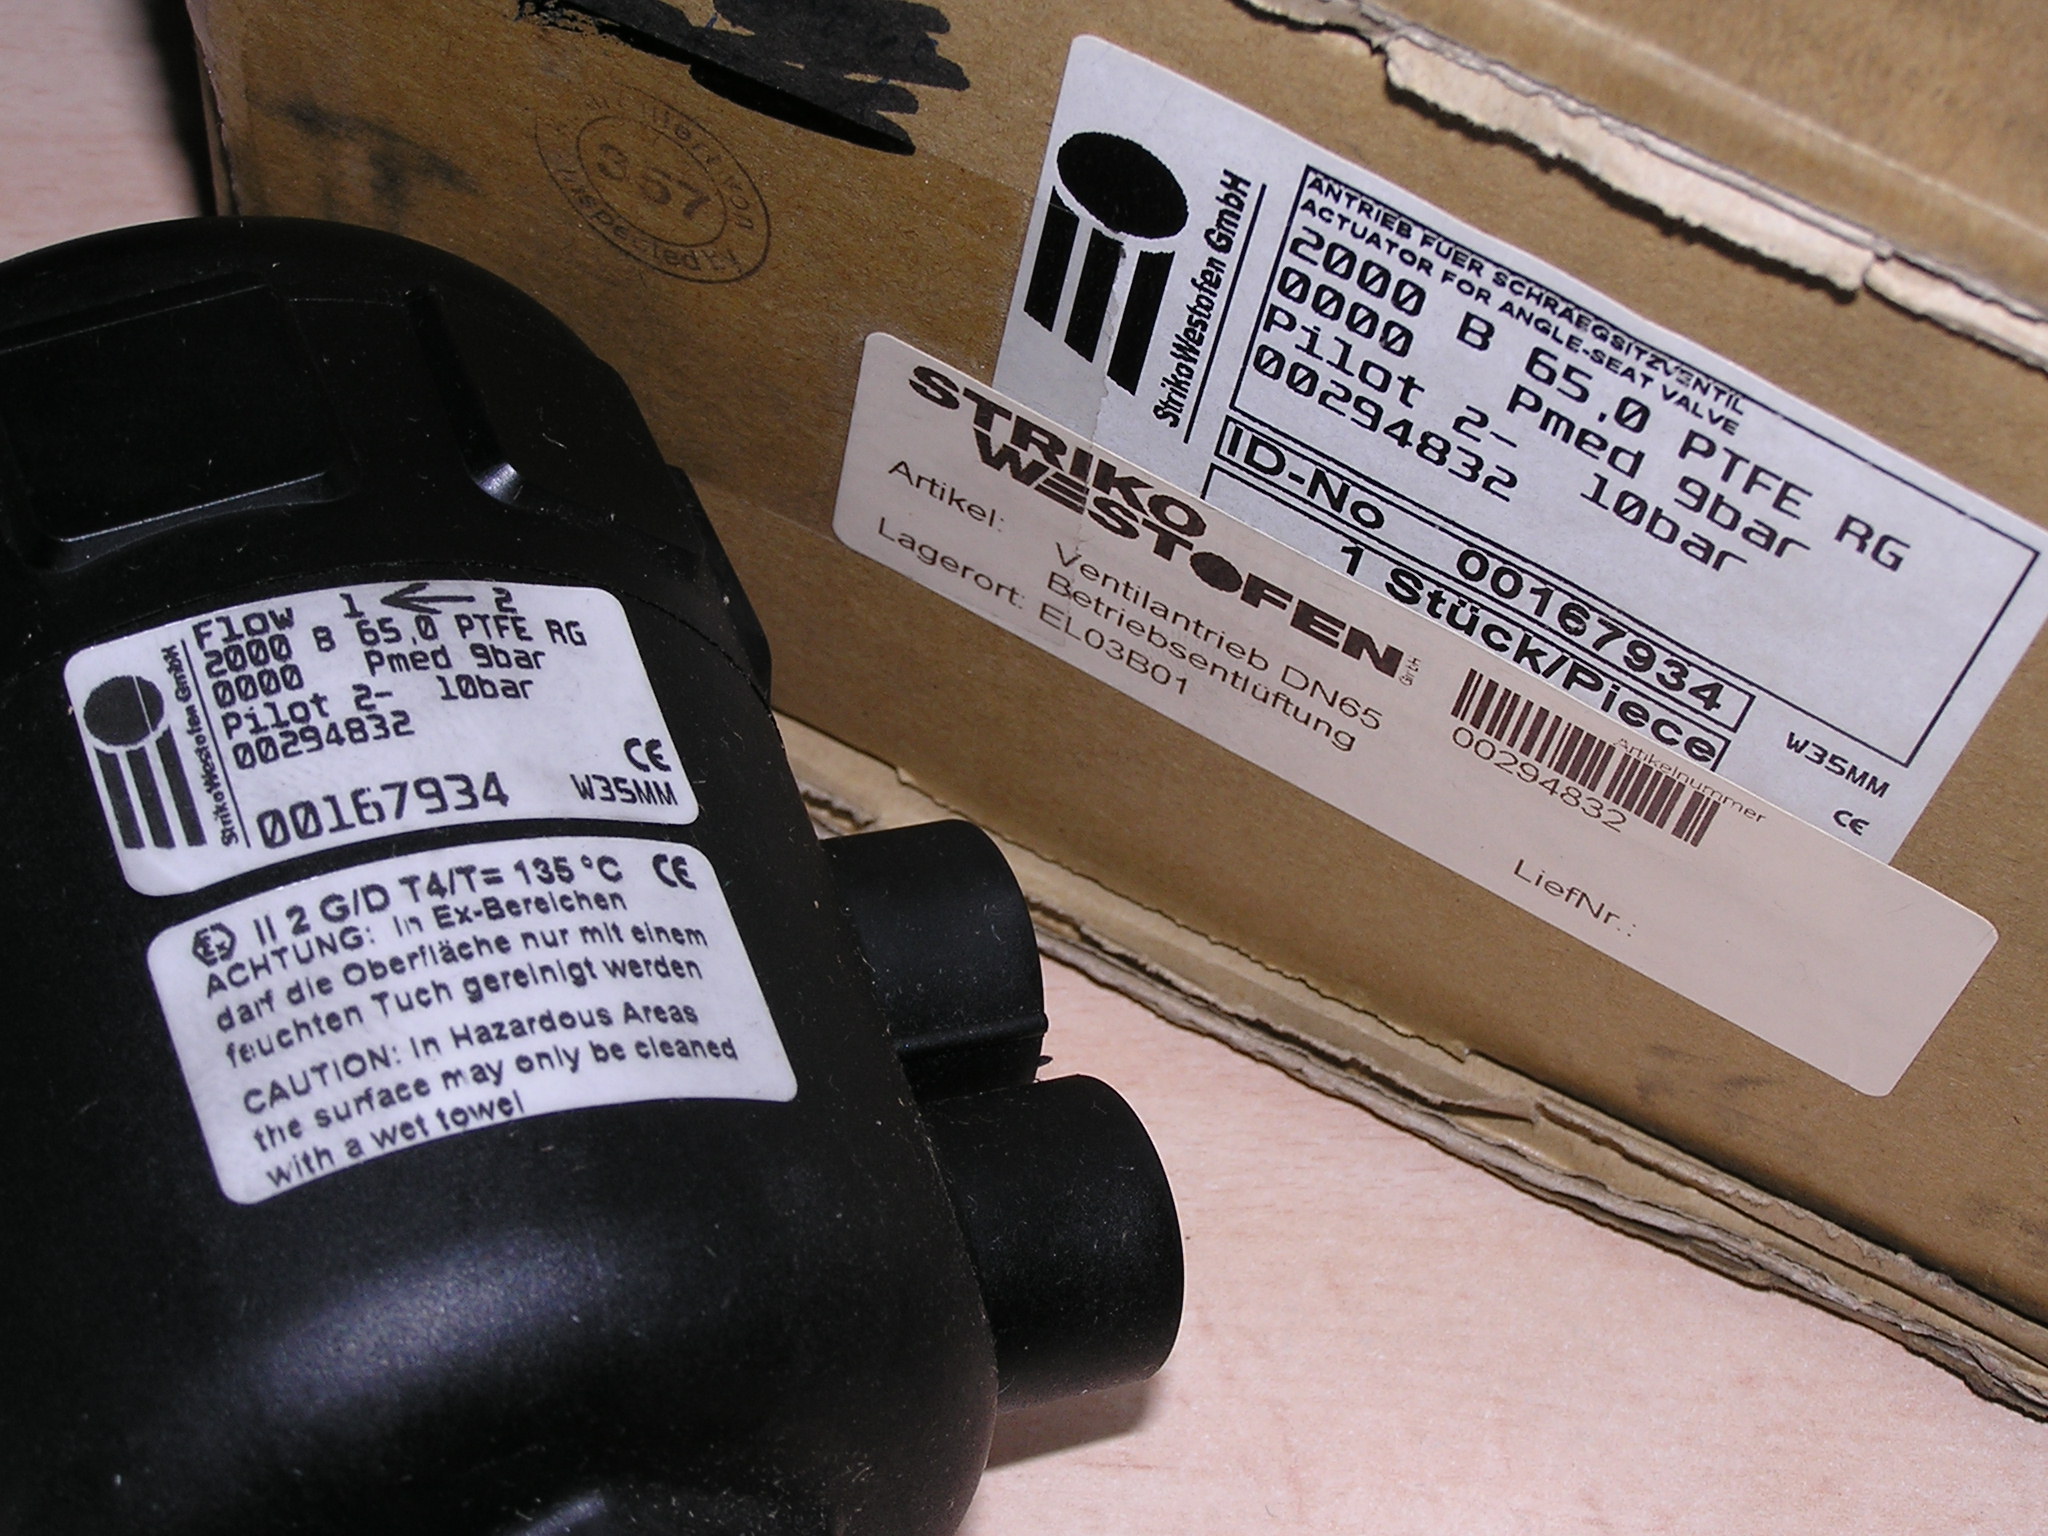 367
Inspected
StrikoWestofen GmbH
ANTRIEB FUER SCHRAEGSITZVENTIL
ACTUATOR FOR ANGLE-SEAT VALVE
2000 B 65,0 PTFE RG
0000 Pmed 9bar
Pilot 2- 10bar
00294832
ID-No 00167934
1 Stück/Piece
W35MM
CE
STRIKO
WESTOFEN
Artikel: Ventilantrieb DN65
Betriebsentlüftung
Lagerort: EL03B01
Artikelnummer
00294832
LiefNr.:
StrikoWestofen GmbH
Flow 1 ← 2
2000 B 65,0 PTFE RG
0000 Pmed 9bar
Pilot 2- 10bar
00294832
CE
00167934 W35MM
Ex II 2 G/D T4/T= 135 °C CE
ACHTUNG: In Ex-Bereichen
darf die Oberfläche nur mit einem
feuchten Tuch gereinigt werden
CAUTION: In Hazardous Areas
the surface may only be cleaned
with a wet towel